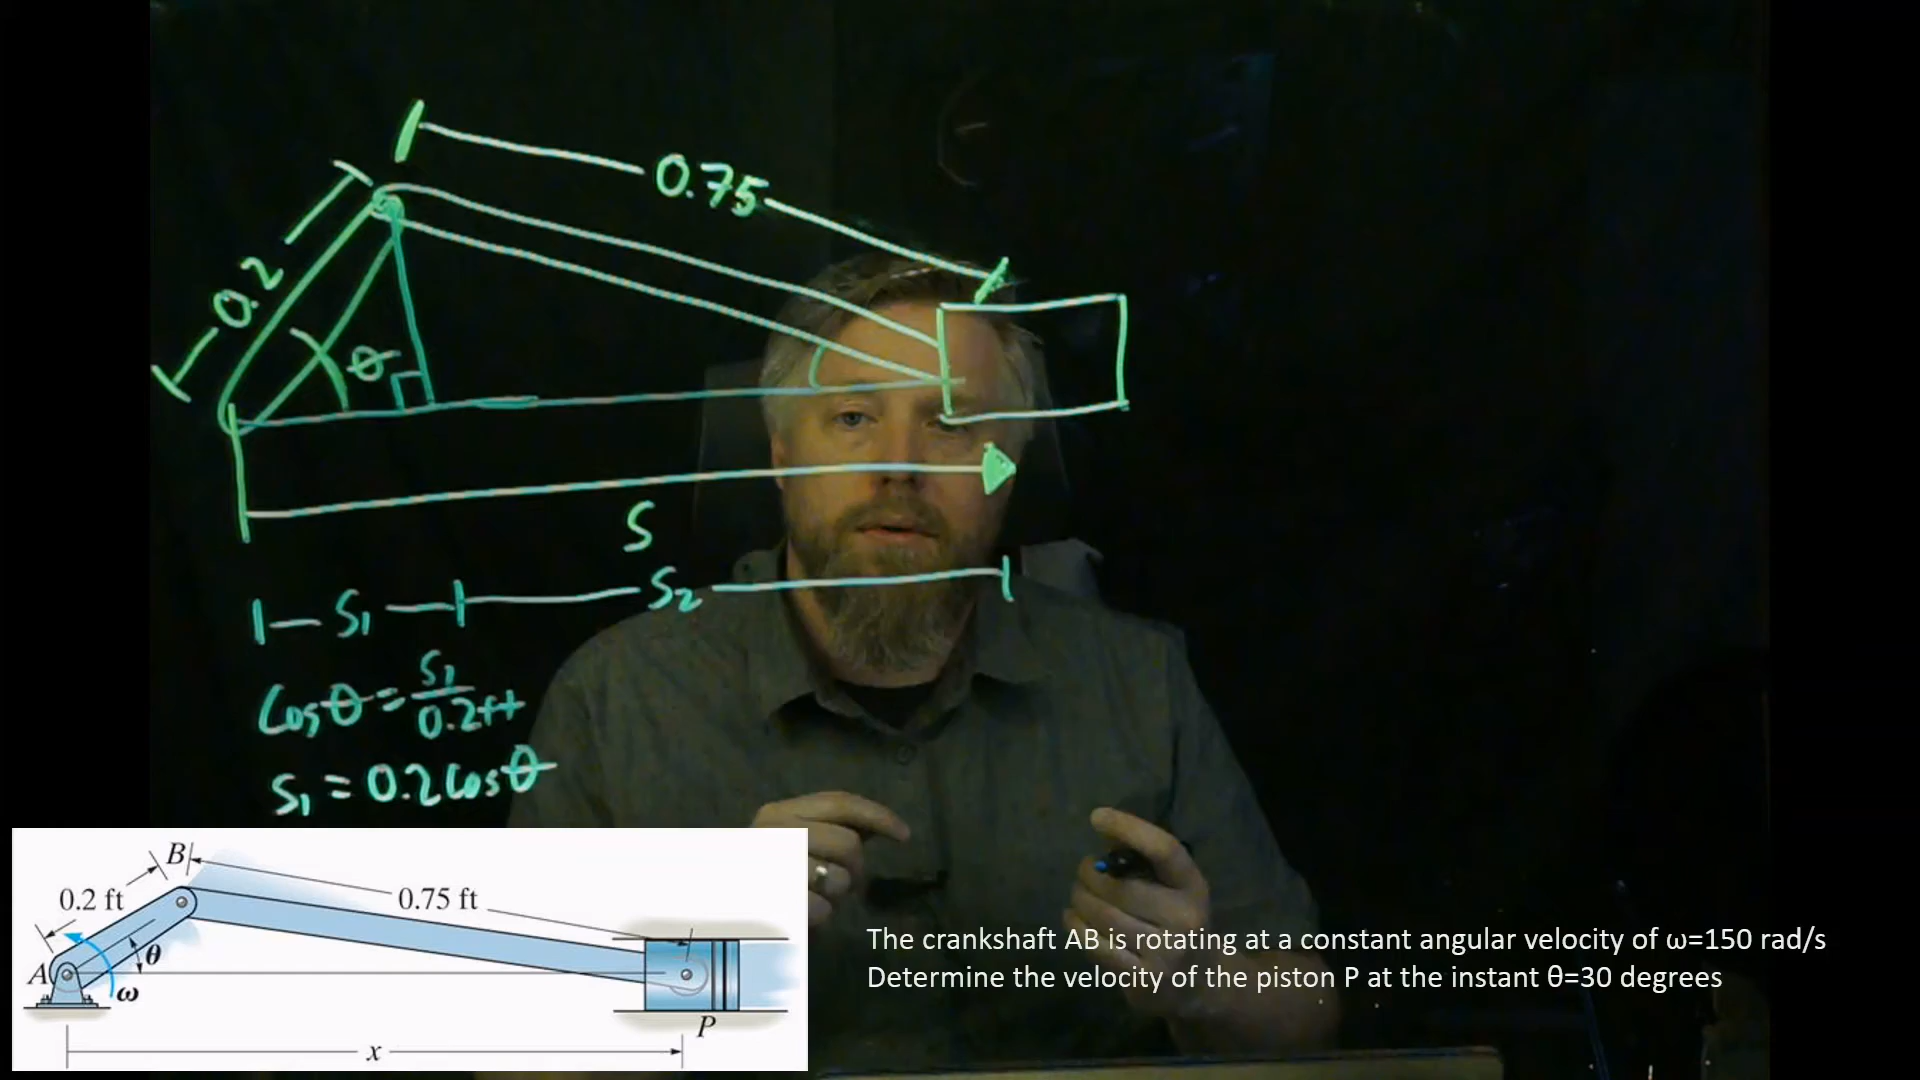 0.75
0.2
θ
S
S₁
S₂
Cosθ = S₁/0.2ft
S₁ = 0.2Cosθ
B
0.2 ft
0.75 ft
A
θ
ω
P
x
The crankshaft AB is rotating at a constant angular velocity of ω=150 rad/s
Determine the velocity of the piston P at the instant θ=30 degrees